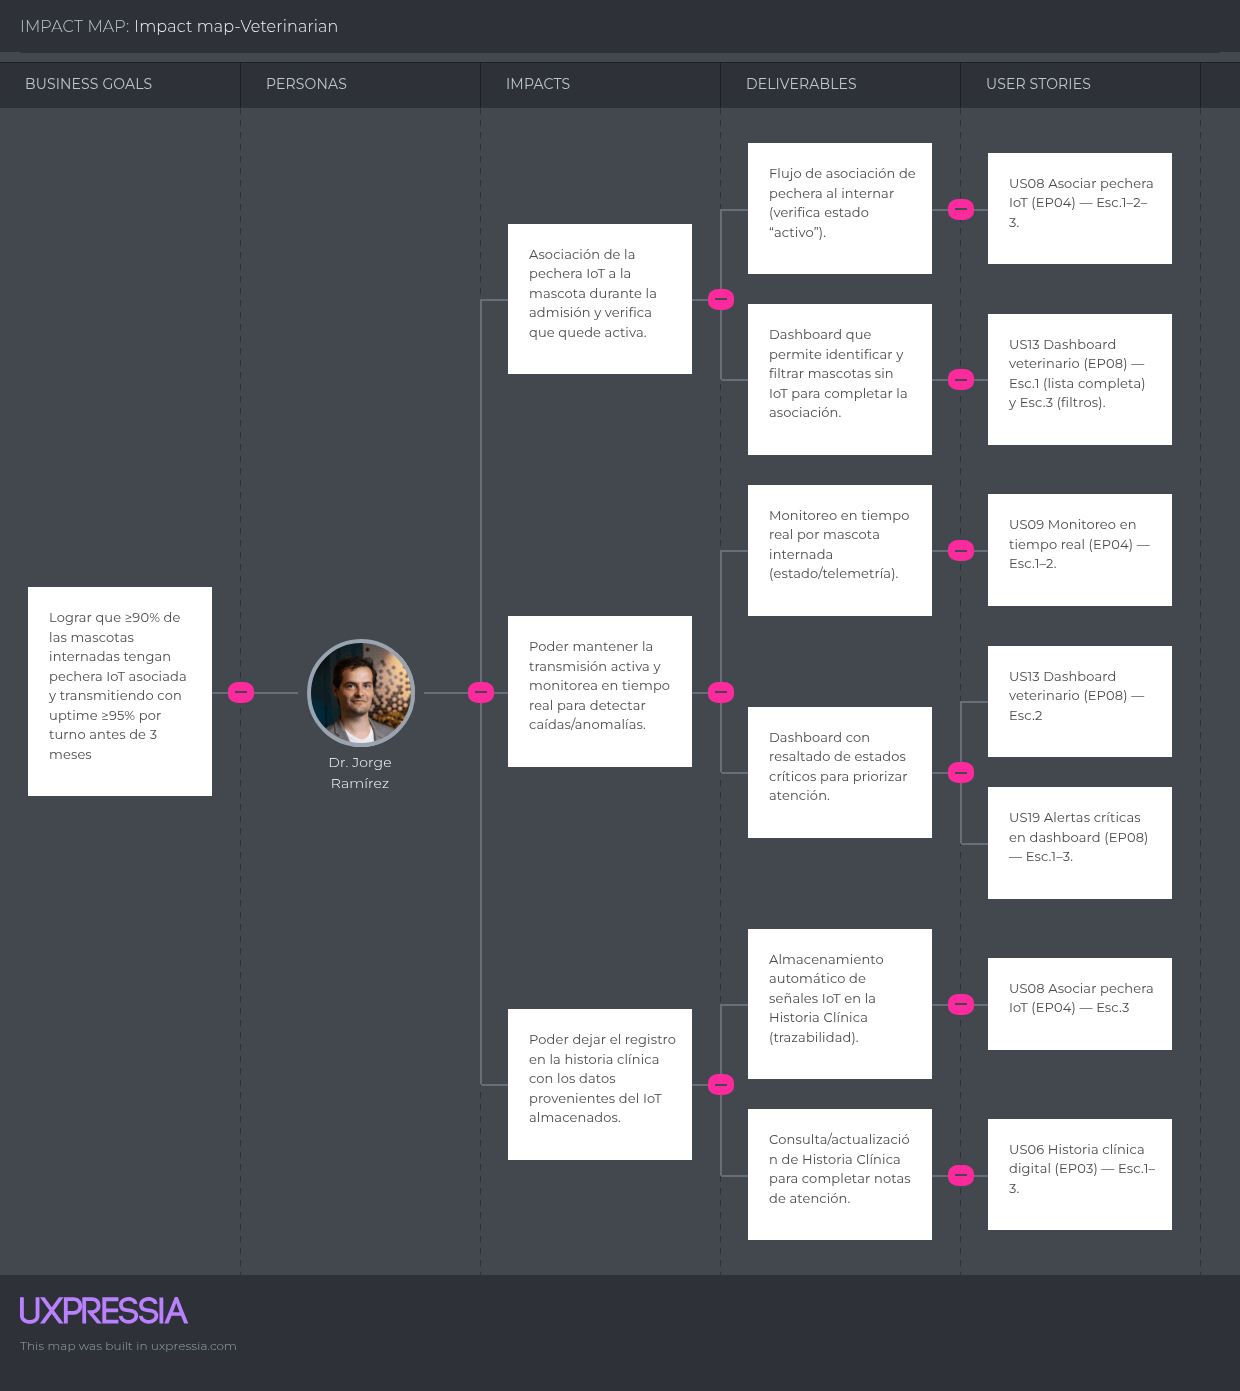 IMPACT MAP: Impact map-Veterinarian
BUSINESS GOALS
PERSONAS
IMPACTS
DELIVERABLES
USER STORIES
Lograr que ≥90% de
las mascotas
internadas tengan
pechera IoT asociada
y transmitiendo con
uptime ≥95% por
turno antes de 3
meses
Dr. Jorge
Ramírez
Asociación de la
pechera IoT a la
mascota durante la
admisión y verifica
que quede activa.
Flujo de asociación de
pechera al internar
(verifica estado
“activo”).
US08 Asociar pechera
IoT (EP04) — Esc.1–2–
3.
Dashboard que
permite identificar y
filtrar mascotas sin
IoT para completar la
asociación.
US13 Dashboard
veterinario (EP08) —
Esc.1 (lista completa)
y Esc.3 (filtros).
Poder mantener la
transmisión activa y
monitorea en tiempo
real para detectar
caídas/anomalías.
Monitoreo en tiempo
real por mascota
internada
(estado/telemetría).
US09 Monitoreo en
tiempo real (EP04) —
Esc.1–2.
Dashboard con
resaltado de estados
críticos para priorizar
atención.
US13 Dashboard
veterinario (EP08) —
Esc.2
US19 Alertas críticas
en dashboard (EP08)
— Esc.1–3.
Poder dejar el registro
en la historia clínica
con los datos
provenientes del IoT
almacenados.
Almacenamiento
automático de
señales IoT en la
Historia Clínica
(trazabilidad).
US08 Asociar pechera
IoT (EP04) — Esc.3
Consulta/actualizació
n de Historia Clínica
para completar notas
de atención.
US06 Historia clínica
digital (EP03) — Esc.1–
3.
UXPRESSIA
This map was built in uxpressia.com